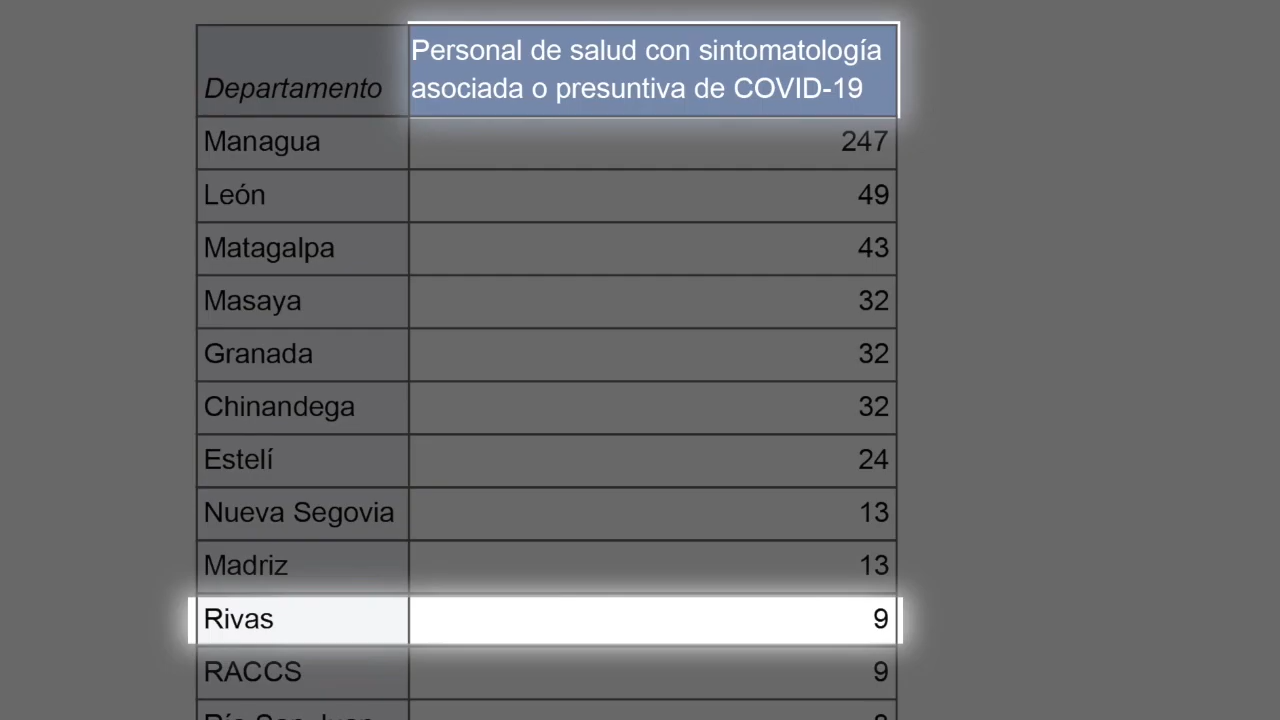 Personal de salud con sintomatología
asociada o presuntiva de COVID-19
Departamento
Managua 247
León 49
Matagalpa 43
Masaya 32
Granada 32
Chinandega 32
Estelí 24
Nueva Segovia 13
Madriz 13
Rivas 9
RACCS 9